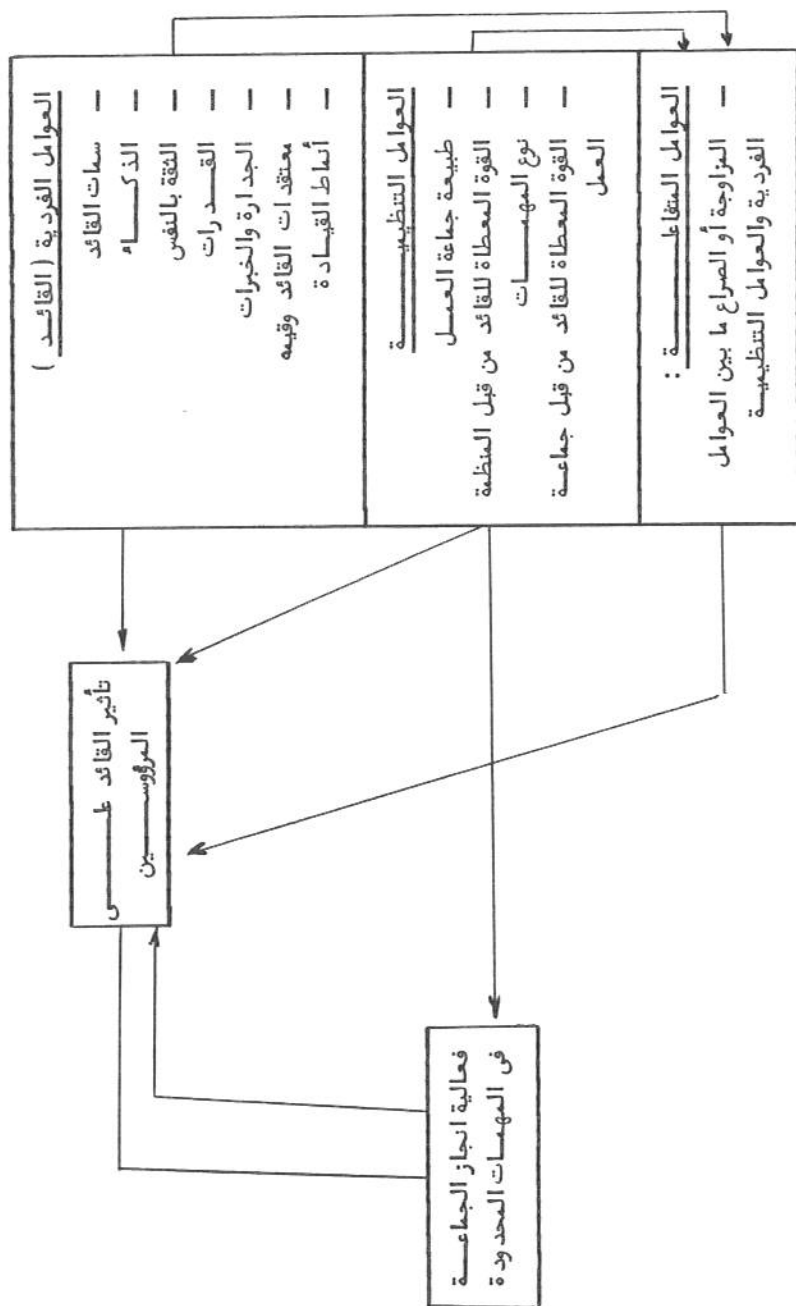 العوامل الفردية ( القائد )
— سمات القائد
— الذكاء
— الثقة بالنفس
— القدرات
— الجدارة والخبرات
— معتقدات القائد وقيمه
— أنماط القيادة
العوامل التنظيمية
— طبيعة جماعة العمل
— القوة المعطاة للقائد من قبل المنظمة
— نوع المهمات
— القوة المعطاة للقائد من قبل جماعة
العمل
العوامل المتفاعلة :
— المزاوجة أو الصراع ما بين العوامل
الفردية والعوامل التنظيمية
تأثير القائد على
المرؤوسين
فعالية انجاز الجماعة
فى المهمات المحدودة